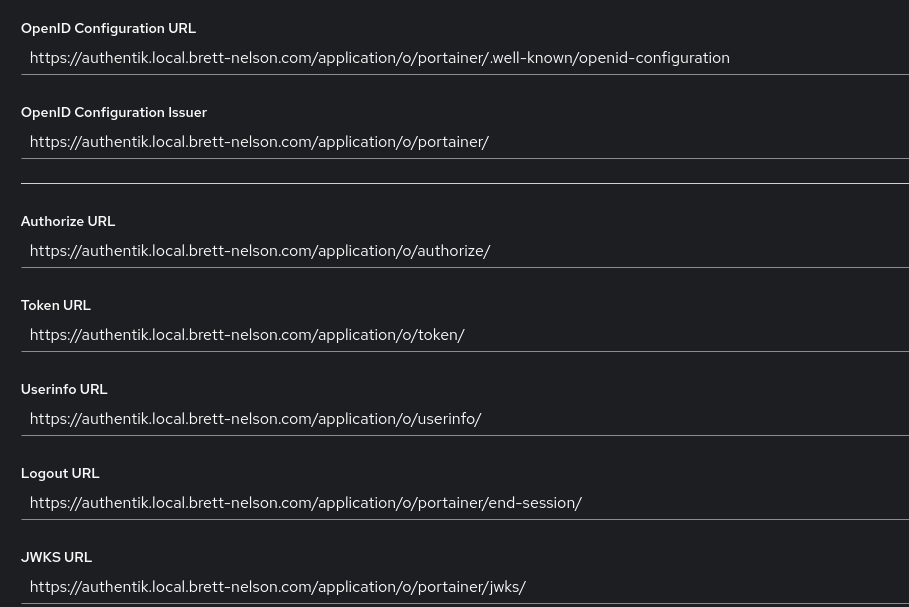 OpenID Configuration URL
https://authentik.local.brett-nelson.com/application/o/portainer/.well-known/openid-configuration
OpenID Configuration Issuer
https://authentik.local.brett-nelson.com/application/o/portainer/
Authorize URL
https://authentik.local.brett-nelson.com/application/o/authorize/
Token URL
https://authentik.local.brett-nelson.com/application/o/token/
Userinfo URL
https://authentik.local.brett-nelson.com/application/o/userinfo/
Logout URL
https://authentik.local.brett-nelson.com/application/o/portainer/end-session/
JWKS URL
https://authentik.local.brett-nelson.com/application/o/portainer/jwks/